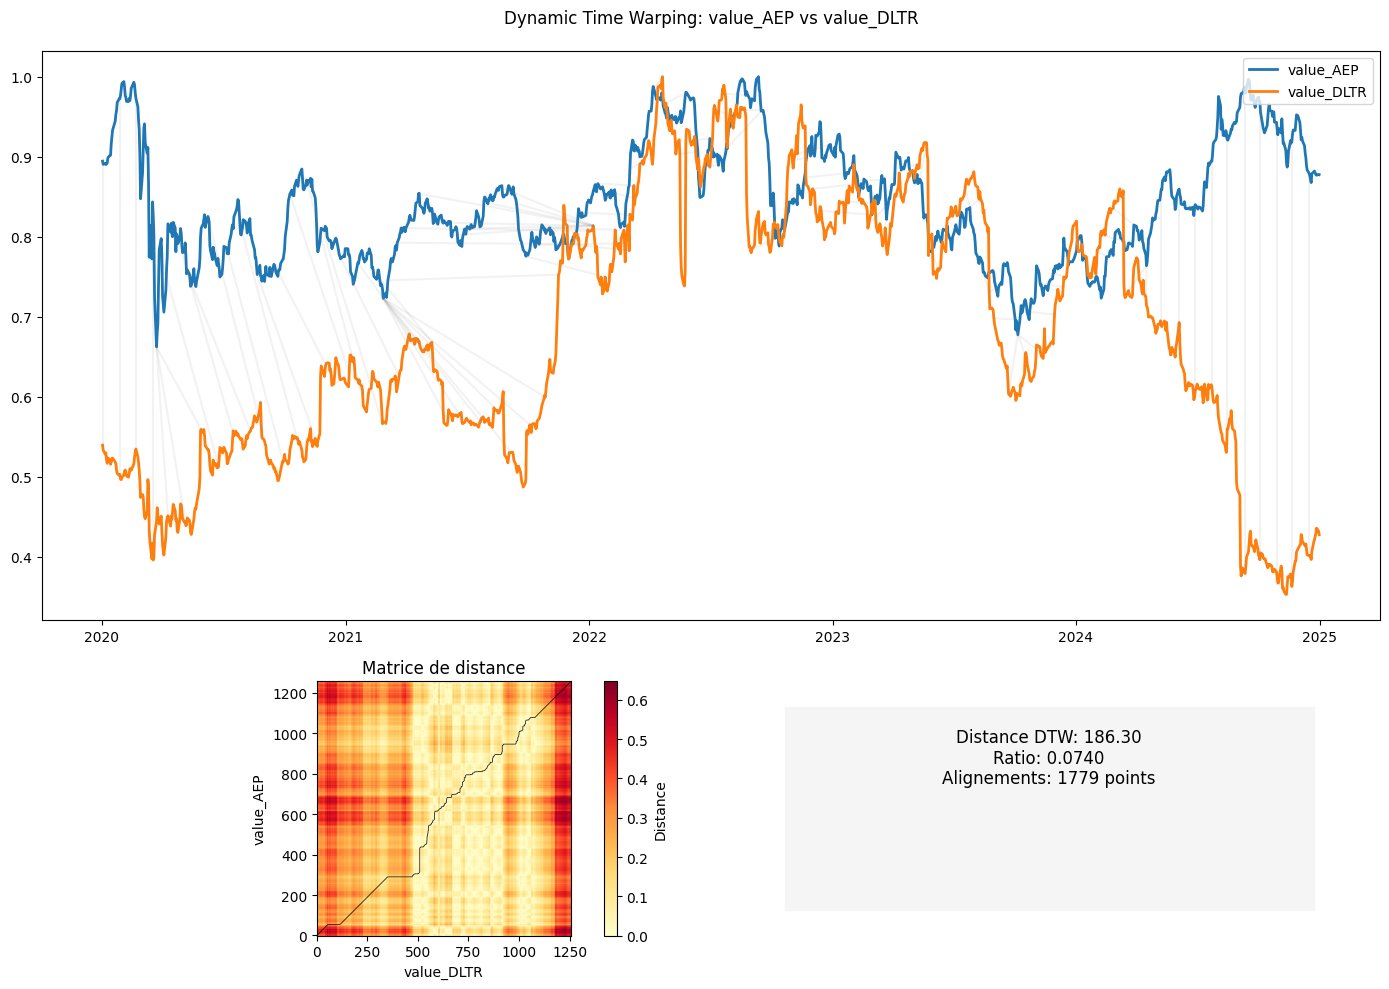 Dynamic Time Warping: value_AEP vs value_DLTR
1.0
0.9
0.8
0.7
0.6
0.5
0.4
value_AEP
value_DLTR
2020 2021 2022 2023 2024 2025
Matrice de distance
1200
1000
800
600
400
200
0
value_AEP
0 250 500 750 1000 1250
value_DLTR
0.6
0.5
0.4
0.3
0.2
0.1
0.0
Distance
Distance DTW: 186.30
Ratio: 0.0740
Alignements: 1779 points